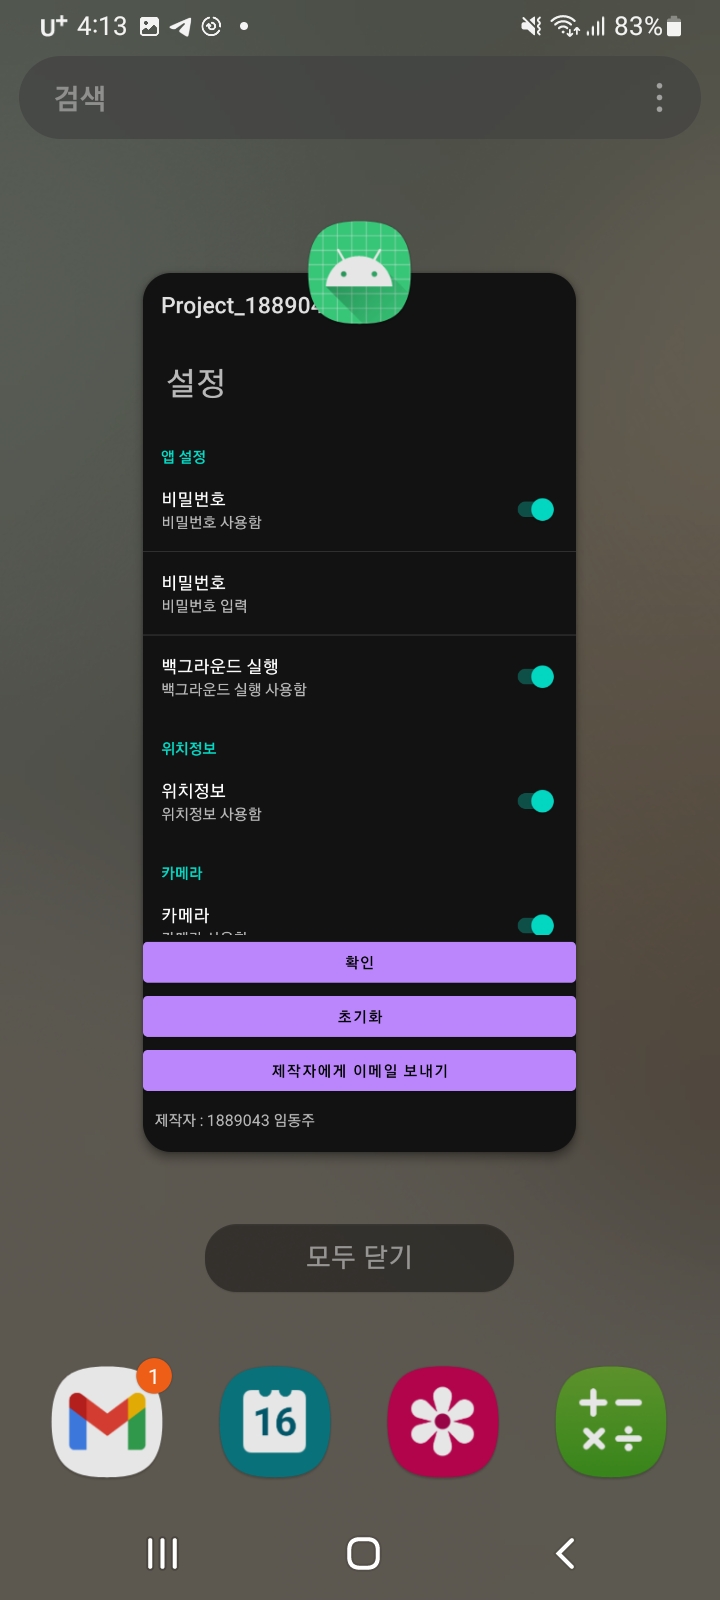 U+ 4:13 83%
검색
Project_18890
설정
앱 설정
비밀번호
비밀번호 사용함
비밀번호
비밀번호 입력
백그라운드 실행
백그라운드 실행 사용함
위치정보
위치정보
위치정보 사용함
카메라
카메라
확인
초기화
제작자에게 이메일 보내기
제작자 : 1889043 임동주
모두 닫기
1
16